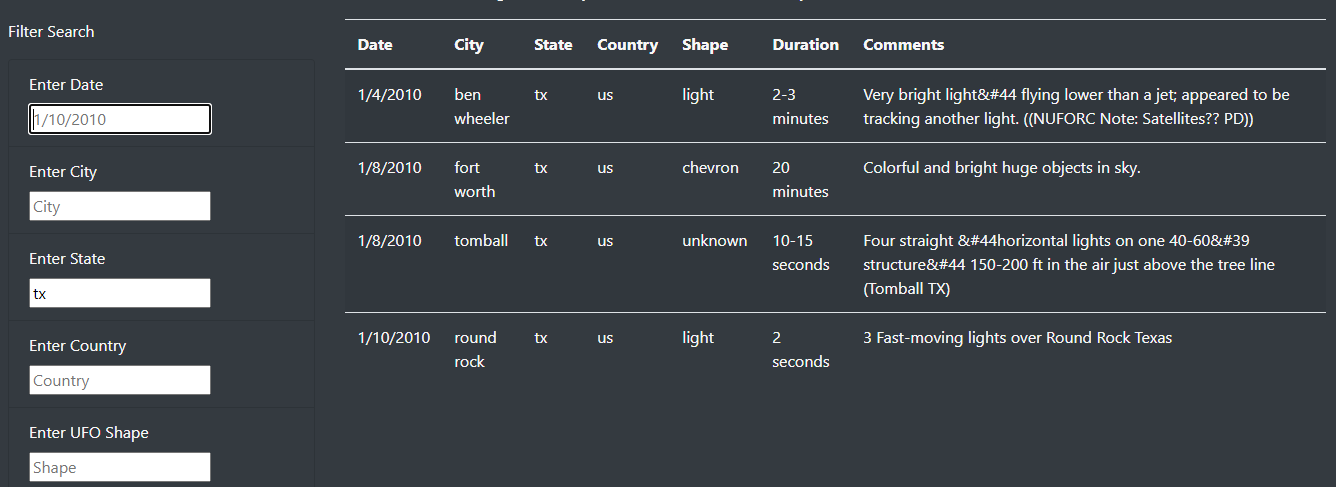 Filter Search
Enter Date
1/10/2010
Enter City
City
Enter State
tx
Enter Country
Country
Enter UFO Shape
Shape
Date City State Country Shape Duration Comments
1/4/2010 ben tx us light 2-3 Very bright light&#44 flying lower than a jet; appeared to be
wheeler minutes tracking another light. ((NUFORC Note: Satellites?? PD))
1/8/2010 fort tx us chevron 20 Colorful and bright huge objects in sky.
worth minutes
1/8/2010 tomball tx us unknown 10-15 Four straight &#44horizontal lights on one 40-60&#39
seconds structure&#44 150-200 ft in the air just above the tree line
(Tomball TX)
1/10/2010 round tx us light 2 3 Fast-moving lights over Round Rock Texas
rock seconds